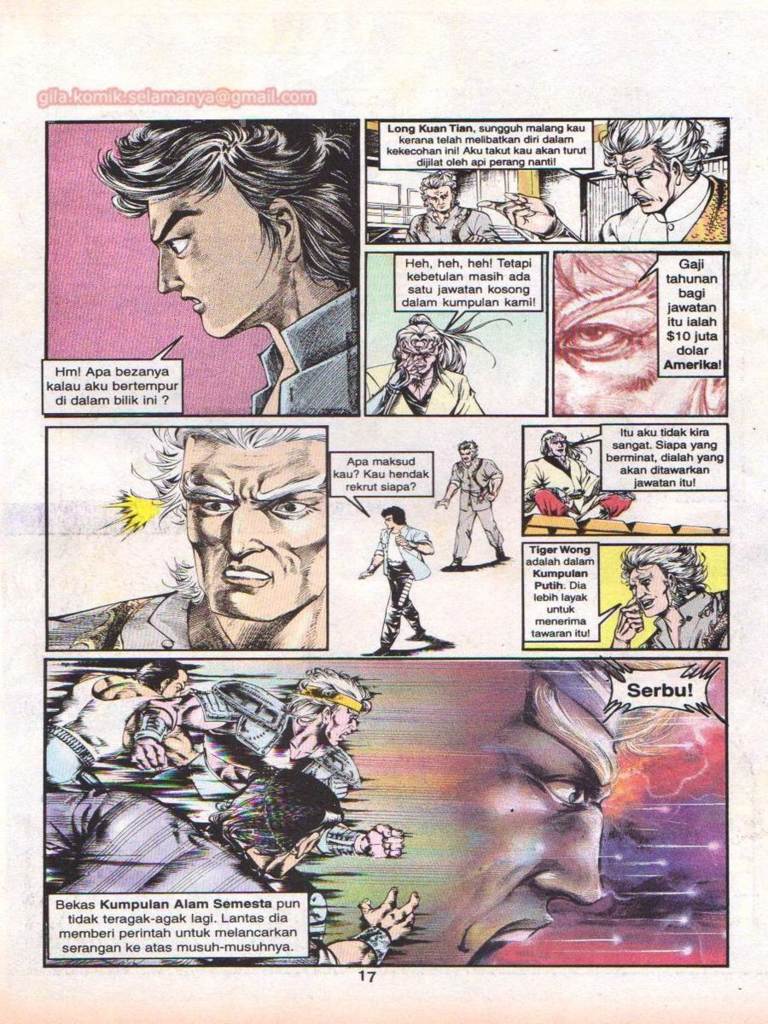 gila.komik.selamanya@gmail.com
Hm! Apa bezanya
kalau aku bertempur
di dalam bilik ini ?
Long Kuan Tian, sungguh malang kau
kerana telah melibatkan diri dalam
kekecohan ini! Aku takut kau akan turut
dijilat oleh api perang nanti!
Heh, heh, heh! Tetapi
kebetulan masih ada
satu jawatan kosong
dalam kumpulan kami!
Gaji
tahunan
bagi
jawatan
itu ialah
$10 juta
dolar
Amerika!
Apa maksud
kau? Kau hendak
rekrut siapa?
Itu aku tidak kira
sangat. Siapa yang
berminat, dialah yang
akan ditawarkan
jawatan itu!
Tiger Wong
adalah dalam
Kumpulan
Putih. Dia
lebih layak
untuk
menerima
tawaran itu!
Serbu!
Bekas Kumpulan Alam Semesta pun
tidak teragak-agak lagi. Lantas dia
memberi perintah untuk melancarkan
serangan ke atas musuh-musuhnya.
17